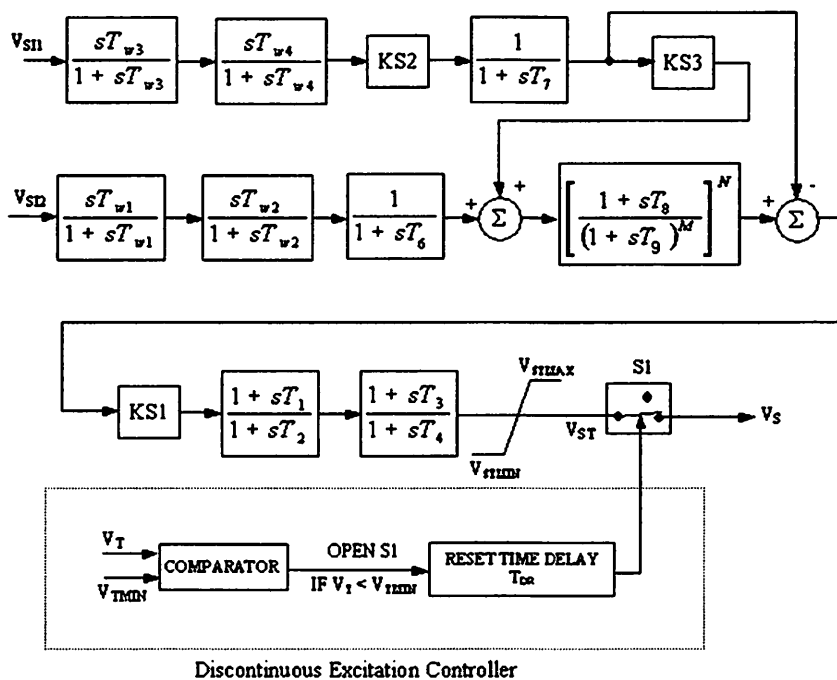 V_SI1
sT_w3 / 1 + sT_w3
sT_w4 / 1 + sT_w4
KS2
1 / 1 + sT_7
KS3
V_SI2
sT_w1 / 1 + sT_w1
sT_w2 / 1 + sT_w2
1 / 1 + sT_6
+ +
Σ
[ 1 + sT_8 / (1 + sT_9)^M ]^N
+ -
Σ
KS1
1 + sT_1 / 1 + sT_2
1 + sT_3 / 1 + sT_4
V_STMAX
V_STMIN
V_ST
S1
V_S
V_T
V_TMIN
COMPARATOR
OPEN S1
IF V_T < V_TMIN
RESET TIME DELAY
T_DR
Discontinuous Excitation Controller